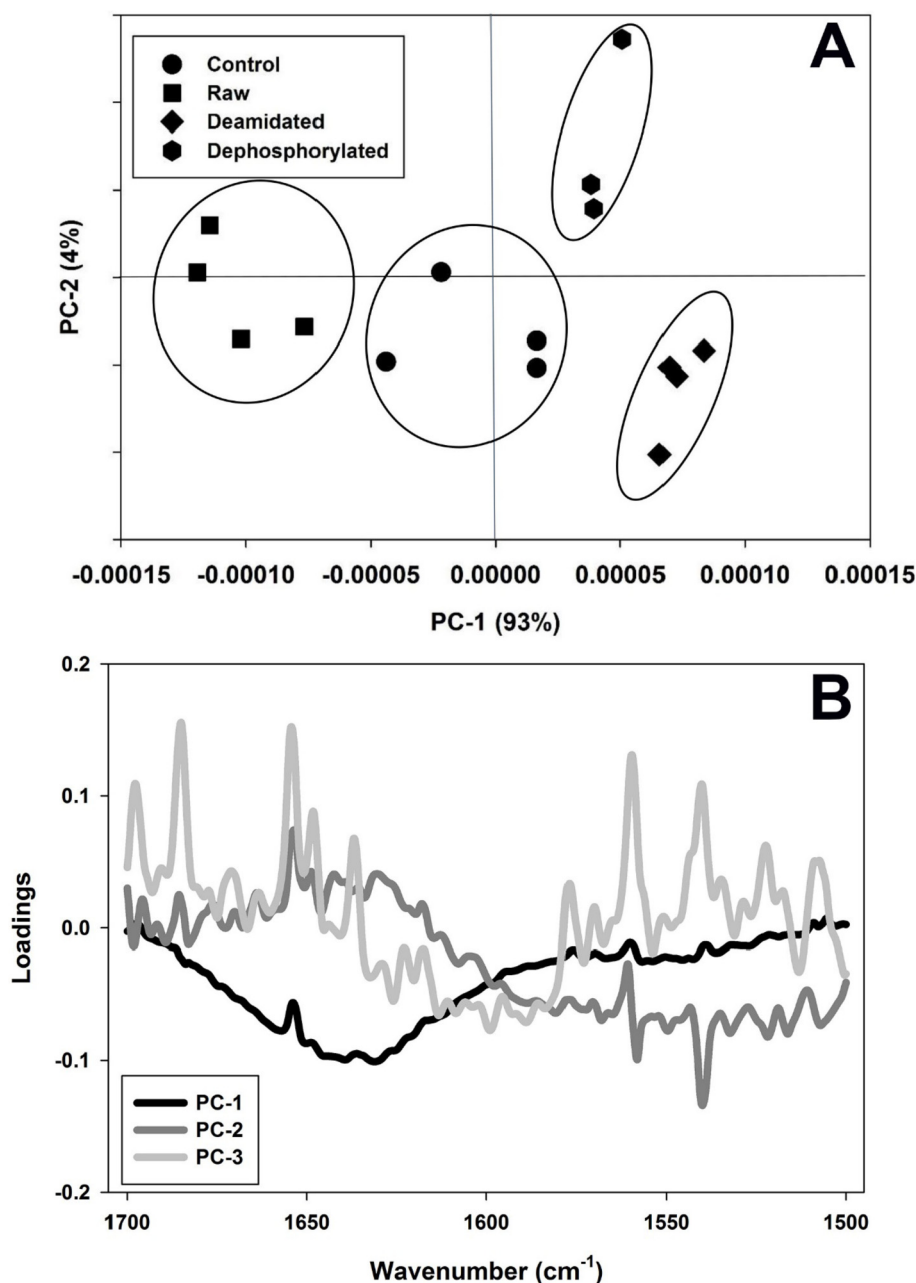 A
Control
Raw
Deamidated
Dephosphorylated
PC-2 (4%)
-0.00015 -0.00010 -0.00005 0.00000 0.00005 0.00010 0.00015
PC-1 (93%)
B
0.2
0.1
0.0
-0.1
-0.2
Loadings
PC-1
PC-2
PC-3
1700 1650 1600 1550 1500
Wavenumber (cm-1)